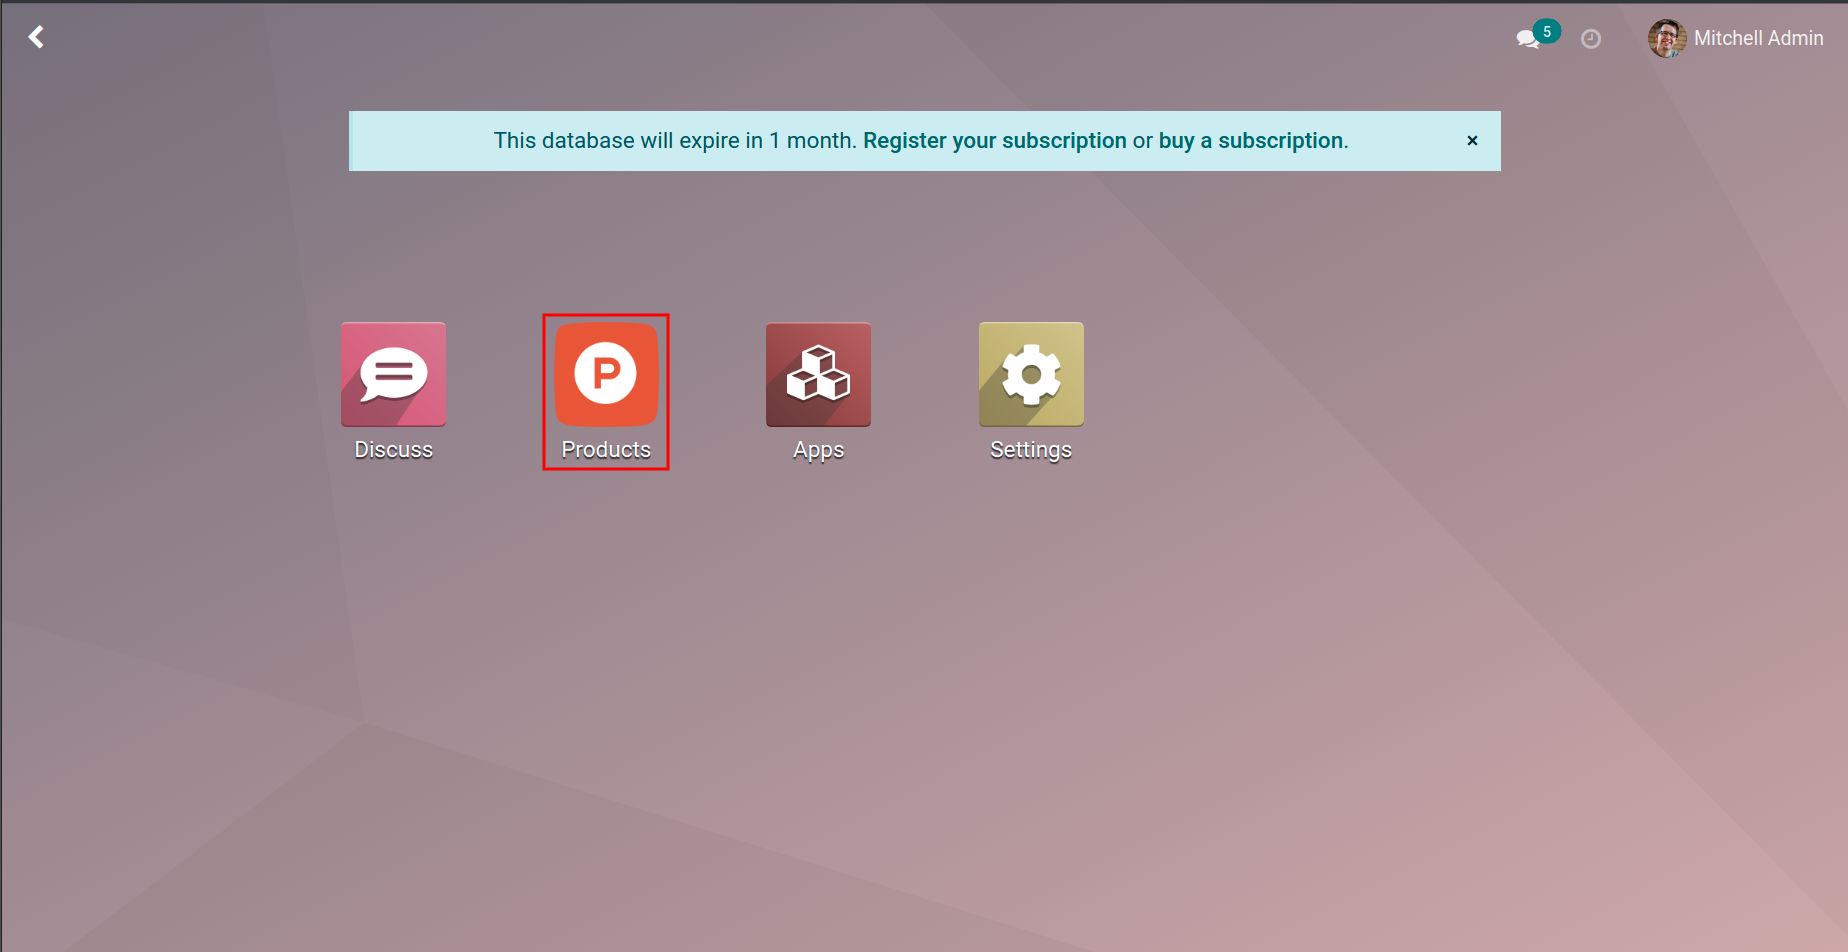 5
Mitchell Admin
This database will expire in 1 month. Register your subscription or buy a subscription.
×
P
Discuss
Products
Apps
Settings